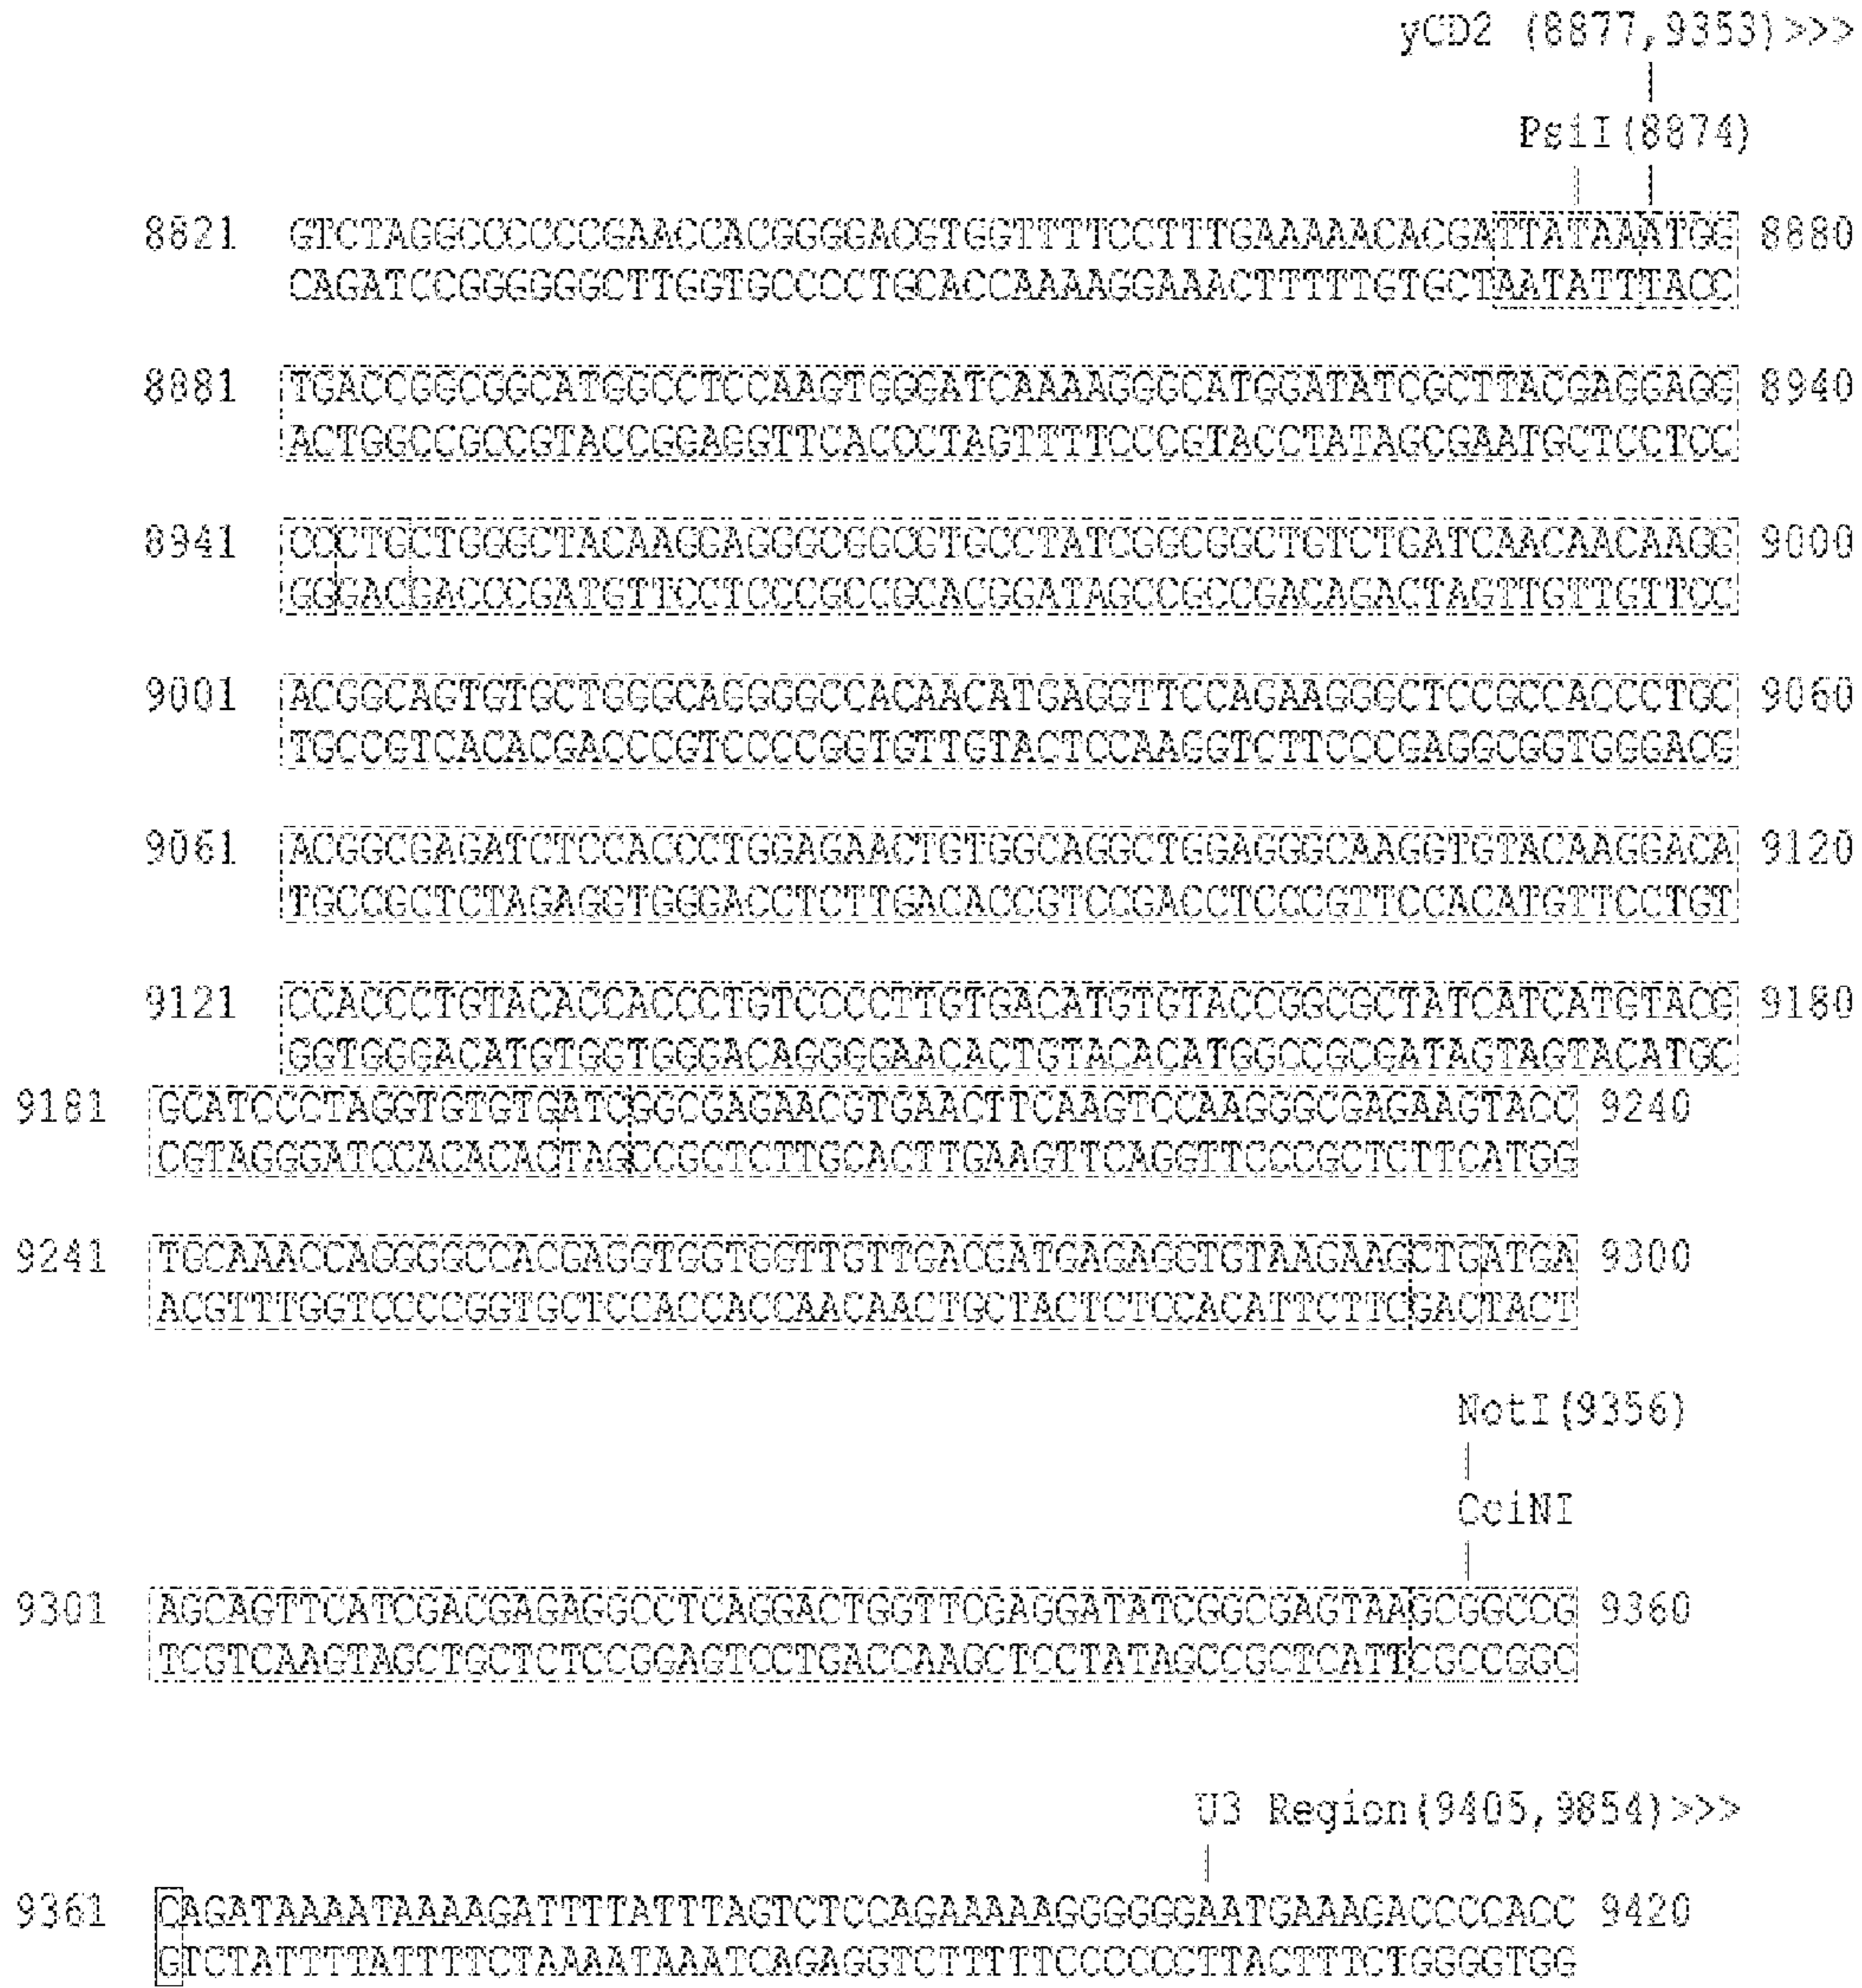 yCD2 (8877,9353)>>>
PsiI(8874)
8821 GTCTAGGCCCCCCGAACCACGGGGACGTGGTTTTCCTTTGAAAAACACGATTATAAATGG 8880
CAGATCCGGGGGGCTTGGTGCCCCTGCACCAAAAGGAAACTTTTTGTGCTAATATTTACC
8881 TGACCGGCGGCATGGCCTCCAAGTGGGATCAAAAGGGCATGGATATCGCTTACGAGGAGG 8940
ACTGGCCGCCGTACCGGAGGTTCACCCTAGTTTTCCCGTACCTATAGCGAATGCTCCTCC
8941 CCCTGCTGGGCTACAAGGAGGGCGGCGTGCCTATCGGCGGCTGTCTGATCAACAACAAGG 9000
GGGACGACCCGATGTTCCTCCCGCCGCACGGATAGCCGCCGACAGACTAGTTGTTGTTCC
9001 ACGGCAGTGTGCTGGGCAGGGGCCACAACATGAGGTTCCAGAAGGGCTCCGCCACCCTGC 9060
TGCCGTCACACGACCCGTCCCCGGTGTTGTACTCCAAGGTCTTCCCGAGGCGGTGGGACG
9061 ACGGCGAGATCTCCACCCTGGAGAACTGTGGCAGGCTGGAGGGCAAGGTGTACAAGGACA 9120
TGCCGCTCTAGAGGTGGGACCTCTTGACACCGTCCGACCTCCCGTTCCACATGTTCCTGT
9121 CCACCCTGTACACCACCCTGTCCCCTTGTGACATGTGTACCGGCGCTATCATCATGTACG 9180
GGTGGGACATGTGGTGGGACAGGGGAACACTGTACACATGGCCGCGATAGTAGTACATGC
9181 GCATCCCTAGGTGTGTGATCGGCGAGAACGTGAACTTCAAGTCCAAGGGCGAGAAGTACC 9240
CGTAGGGATCCACACACTAGCCGCTCTTGCACTTGAAGTTCAGGTTCCCGCTCTTCATGG
9241 TGCAAACCAGGGGCCACGAGGTGGTGGTTGTTGACGATGAGAGGTGTAAGAAGCTGATGA 9300
ACGTTTGGTCCCCGGTGCTCCACCACCAACAACTGCTACTCTCCACATTCTTCGACTACT
NotI(9356)
CciNI
9301 AGCAGTTCATCGACGAGAGGCCTCAGGACTGGTTCGAGGATATCGGCGAGTAAGCGGCCG 9360
TCGTCAAGTAGCTGCTCTCCGGAGTCCTGACCAAGCTCCTATAGCCGCTCATTCGCCGGC
U3 Region(9405,9854)>>>
9361 CAGATAAAATAAAAGATTTTATTTAGTCTCCAGAAAAAGGGGGGAATGAAAGACCCCACC 9420
GTCTATTTTATTTTCTAAAATAAATCAGAGGTCTTTTTCCCCCCTTACTTTCTGGGGTGG